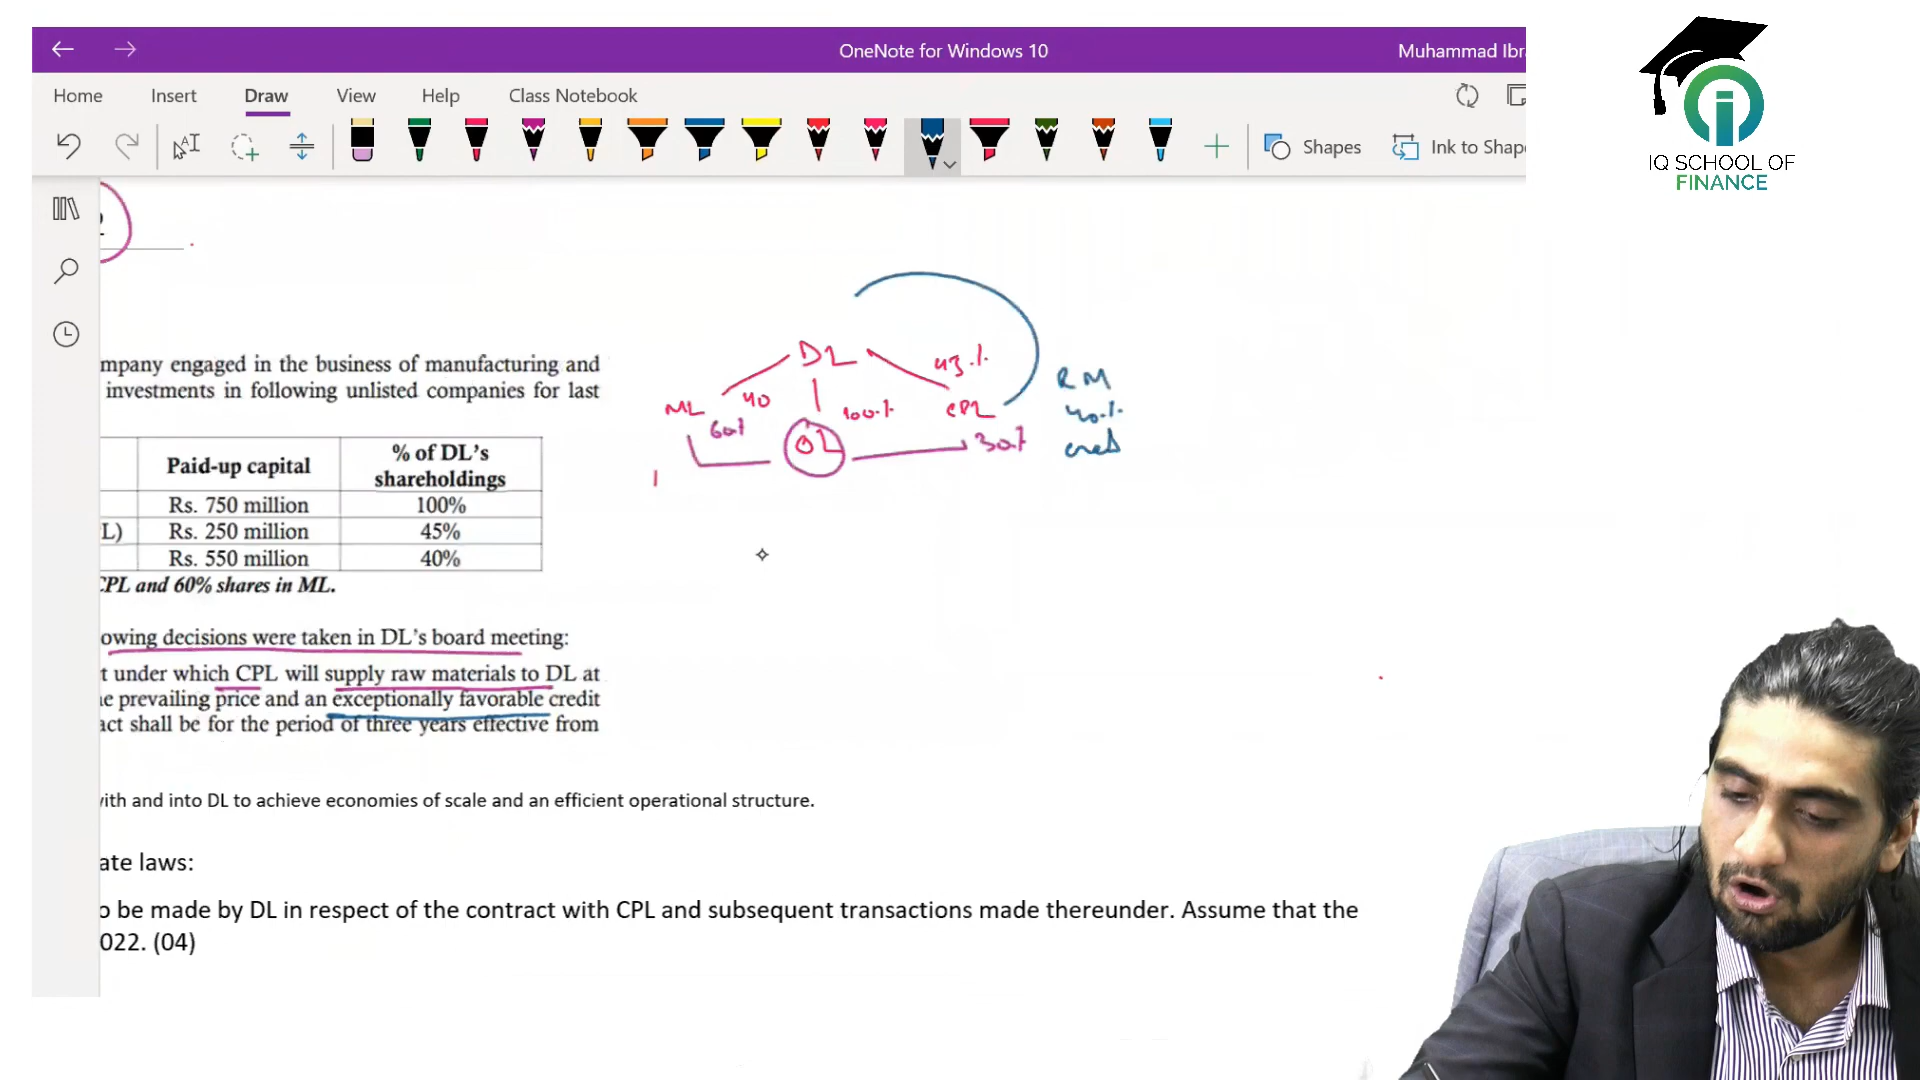 OneNote for Windows 10
Muhammad Ibr
Home Insert Draw View Help Class Notebook
Shapes
Ink to Shap
IQ SCHOOL OF
FINANCE
mpany engaged in the business of manufacturing and
investments in following unlisted companies for last
Paid-up capital
% of DL's
shareholdings
Rs. 750 million 100%
L) Rs. 250 million 45%
Rs. 550 million 40%
CPL and 60% shares in ML.
owing decisions were taken in DL's board meeting:
t under which CPL will supply raw materials to DL at
e prevailing price and an exceptionally favorable credit
act shall be for the period of three years effective from
with and into DL to achieve economies of scale and an efficient operational structure.
ate laws:
o be made by DL in respect of the contract with CPL and subsequent transactions made thereunder. Assume that the
022. (04)
DL
43.%
ML 40 100.% CPL
60% OL 30%
RM
40.%